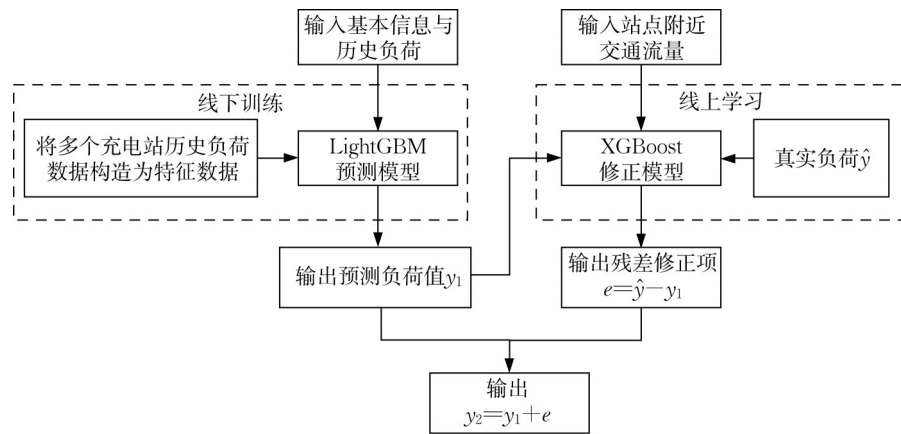 输入基本信息与
历史负荷
输入站点附近
交通流量
线下训练
线上学习
将多个充电站历史负荷
数据构造为特征数据
LightGBM
预测模型
XGBoost
修正模型
真实负荷ŷ
输出预测负荷值y₁
输出残差修正项
e=ŷ−y₁
输出
y₂=y₁+e